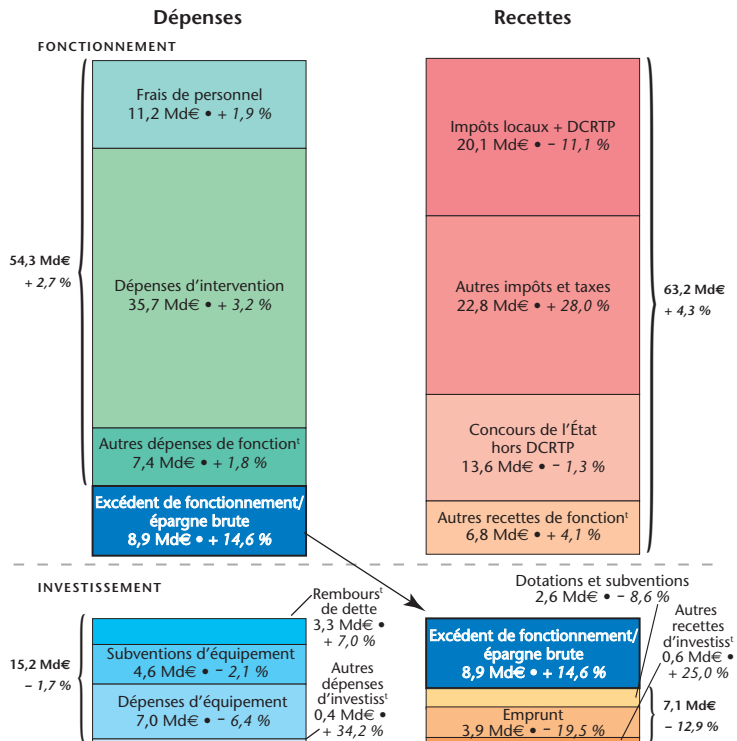 Dépenses
Recettes
FONCTIONNEMENT
Frais de personnel
11,2 Md€ • + 1,9 %
Dépenses d'intervention
35,7 Md€ • + 3,2 %
Autres dépenses de fonctionᵗ
7,4 Md€ • + 1,8 %
Excédent de fonctionnement/
épargne brute
8,9 Md€ • + 14,6 %
54,3 Md€
+ 2,7 %
Impôts locaux + DCRTP
20,1 Md€ • − 11,1 %
Autres impôts et taxes
22,8 Md€ • + 28,0 %
Concours de l'État
hors DCRTP
13,6 Md€ • − 1,3 %
Autres recettes de fonctionᵗ
6,8 Md€ • + 4,1 %
63,2 Md€
+ 4,3 %
INVESTISSEMENT
Remboursᵗ
de dette
3,3 Md€ •
+ 7,0 %
Subventions d'équipement
4,6 Md€ • − 2,1 %
Dépenses d'équipement
7,0 Md€ • − 6,4 %
Autres
dépenses
d'investissᵗ
0,4 Md€ •
+ 34,2 %
15,2 Md€
− 1,7 %
Dotations et subventions
2,6 Md€ • − 8,6 %
Excédent de fonctionnement/
épargne brute
8,9 Md€ • + 14,6 %
Autres
recettes
d'investissᵗ
0,6 Md€ •
+ 25,0 %
Emprunt
3,9 Md€ • − 19,5 %
7,1 Md€
− 12,9 %